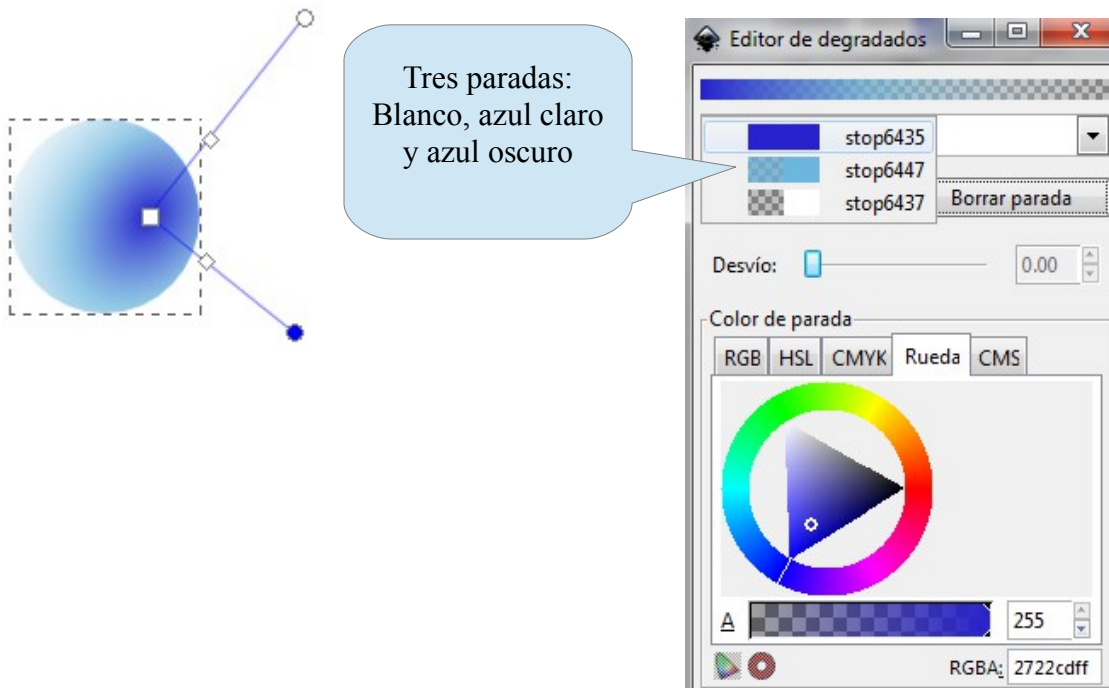 Tres paradas:
Blanco, azul claro
y azul oscuro
Editor de degradados
stop6435
stop6447
stop6437
Borrar parada
Desvío:
0.00
Color de parada
RGB HSL CMYK Rueda CMS
A 255
RGBA: 2722cdff